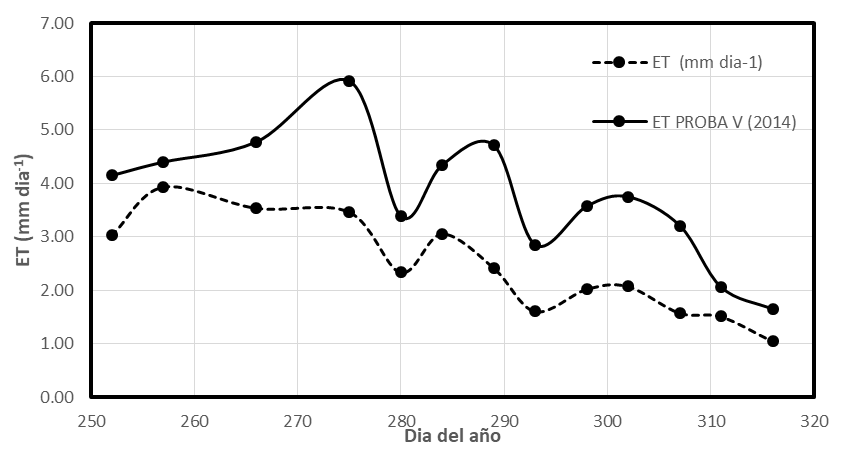 7.00
6.00
5.00
4.00
3.00
2.00
1.00
0.00
ET (mm dia-1)
ET (mm dia-1)
ET PROBA V (2014)
250 260 270 280 290 300 310 320
Dia del año